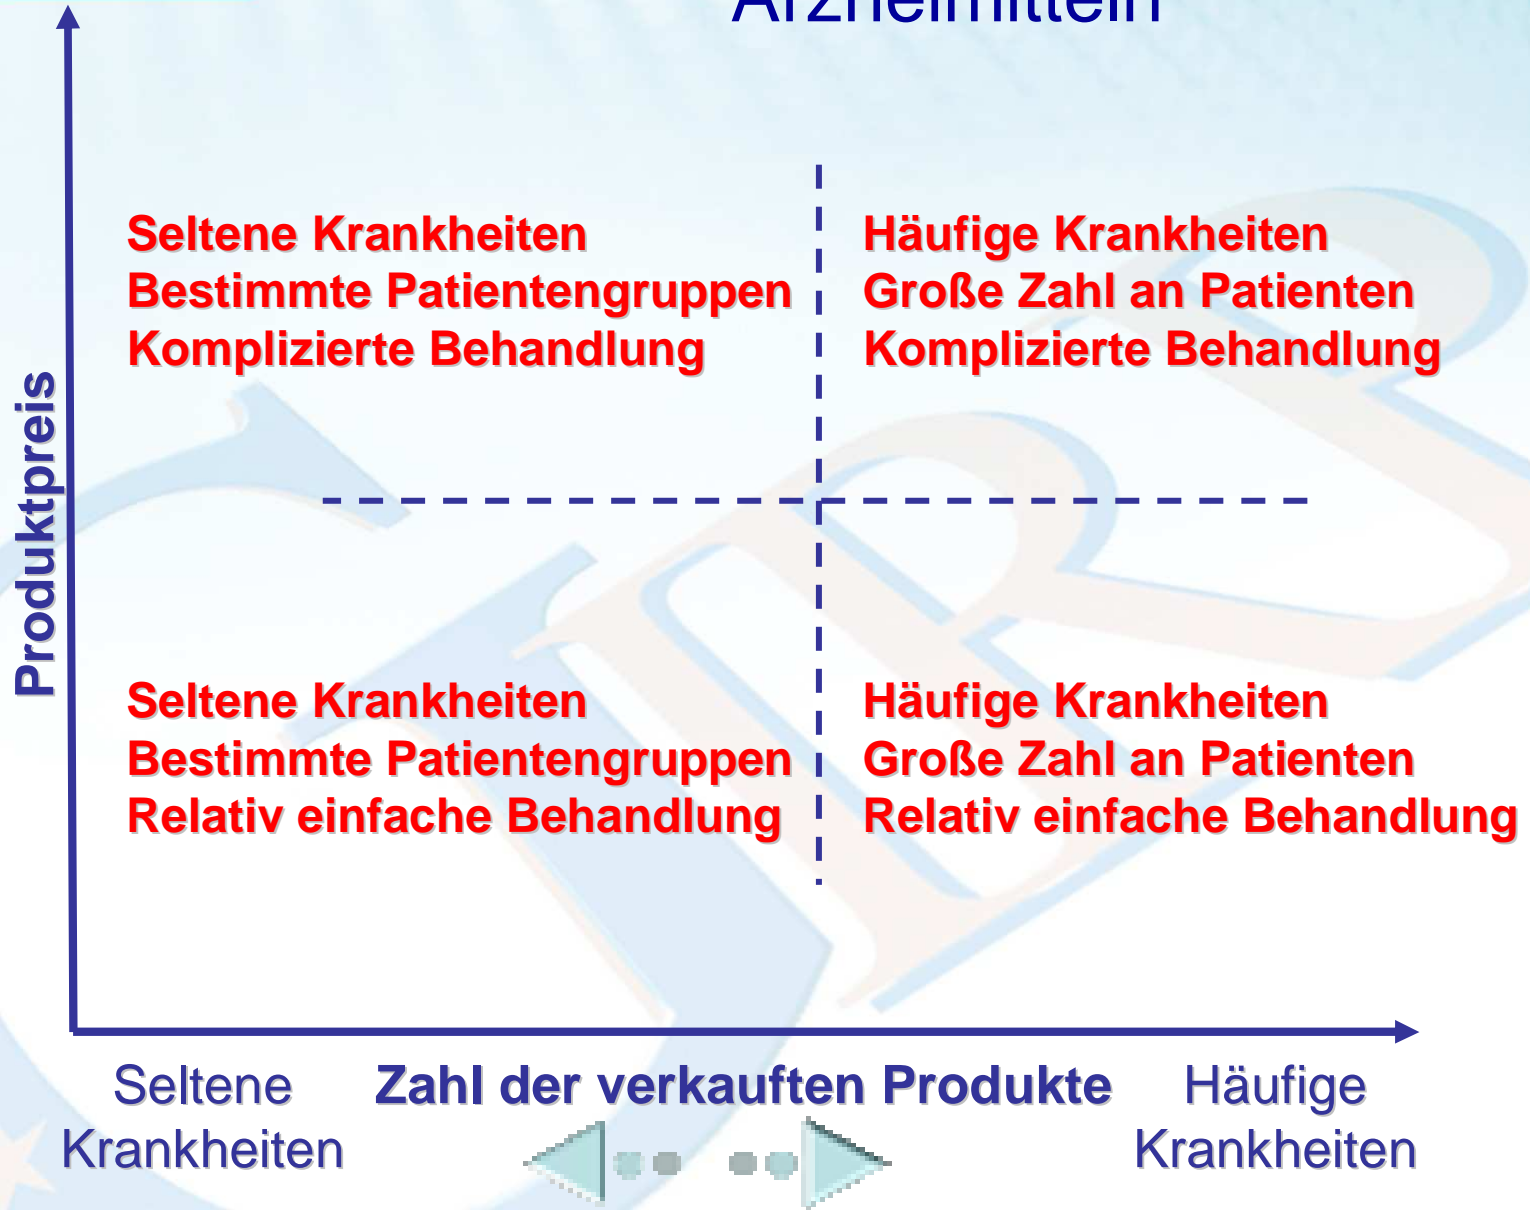 Arzneimitteln
Seltene Krankheiten
Bestimmte Patientengruppen
Komplizierte Behandlung
Häufige Krankheiten
Große Zahl an Patienten
Komplizierte Behandlung
Produktpreis
Seltene Krankheiten
Bestimmte Patientengruppen
Relativ einfache Behandlung
Häufige Krankheiten
Große Zahl an Patienten
Relativ einfache Behandlung
Seltene
Krankheiten
Zahl der verkauften Produkte
Häufige
Krankheiten